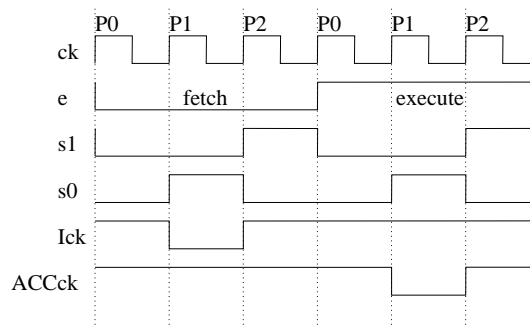 P0 P1 P2 P0 P1 P2
ck
e fetch execute
s1
s0
Ick
ACCck